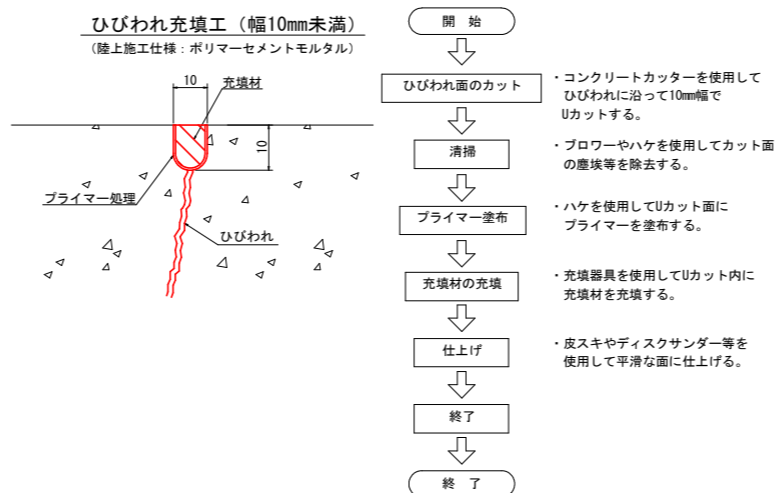 ひびわれ充填工（幅10mm未満）
（陸上施工仕様：ポリマーセメントモルタル）
10
充填材
10
プライマー処理
ひびわれ
開　始
ひびわれ面のカット
・コンクリートカッターを使用して
ひびわれに沿って10mm幅で
Uカットする。
清掃
・ブロワーやハケを使用してカット面
の塵埃等を除去する。
プライマー塗布
・ハケを使用してUカット面に
プライマーを塗布する。
充填材の充填
・充填器具を使用してUカット内に
充填材を充填する。
仕上げ
・皮スキやディスクサンダー等を
使用して平滑な面に仕上げる。
終了
終　了